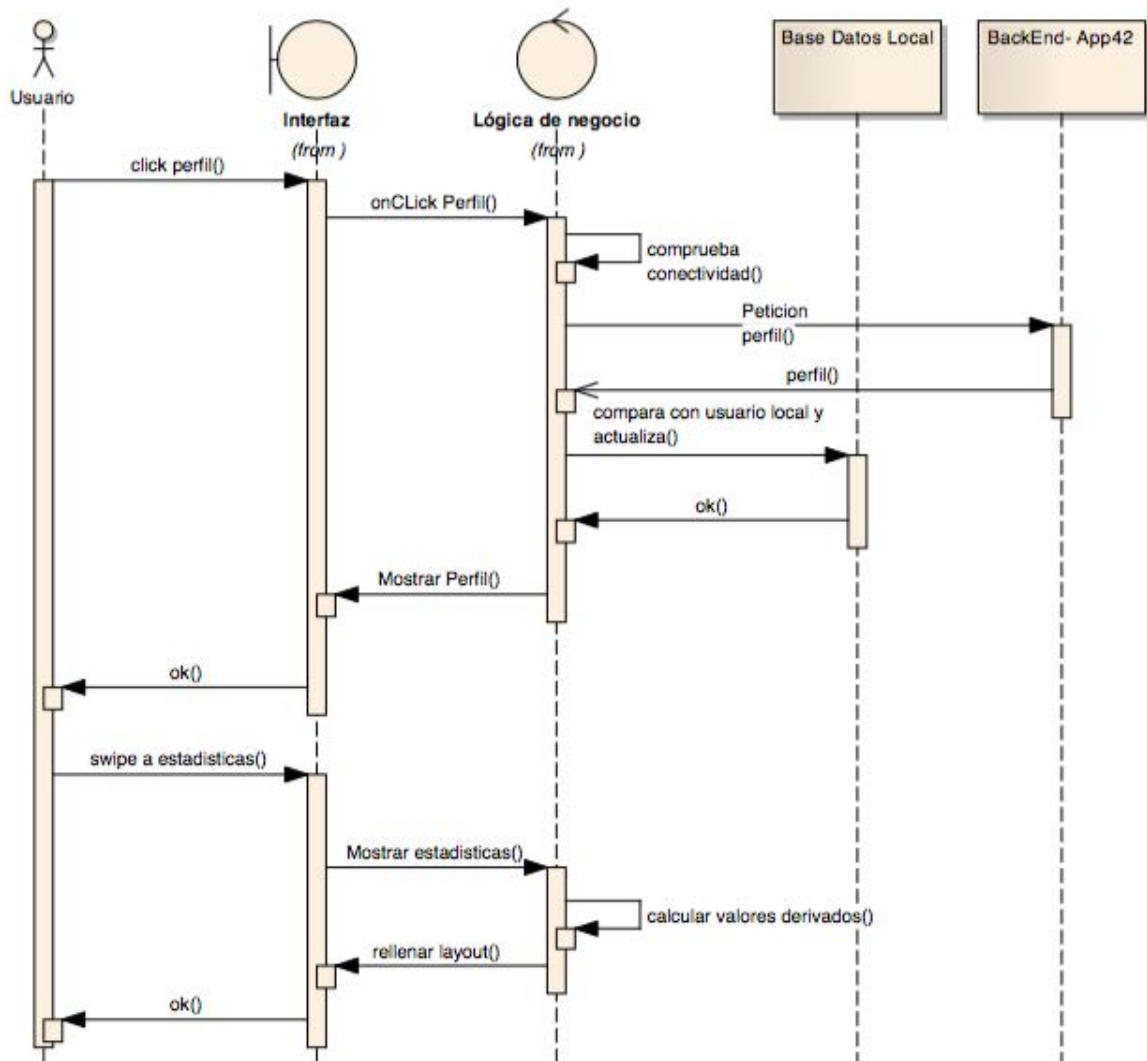 Usuario
Interfaz
(from )
Lógica de negocio
(from )
Base Datos Local
BackEnd- App42
click perfil()
onCLick Perfil()
comprueba
conectividad()
Peticion
perfil()
perfil()
compara con usuario local y
actualiza()
ok()
Mostrar Perfil()
ok()
swipe a estadisticas()
Mostrar estadisticas()
calcular valores derivados()
rellenar layout()
ok()